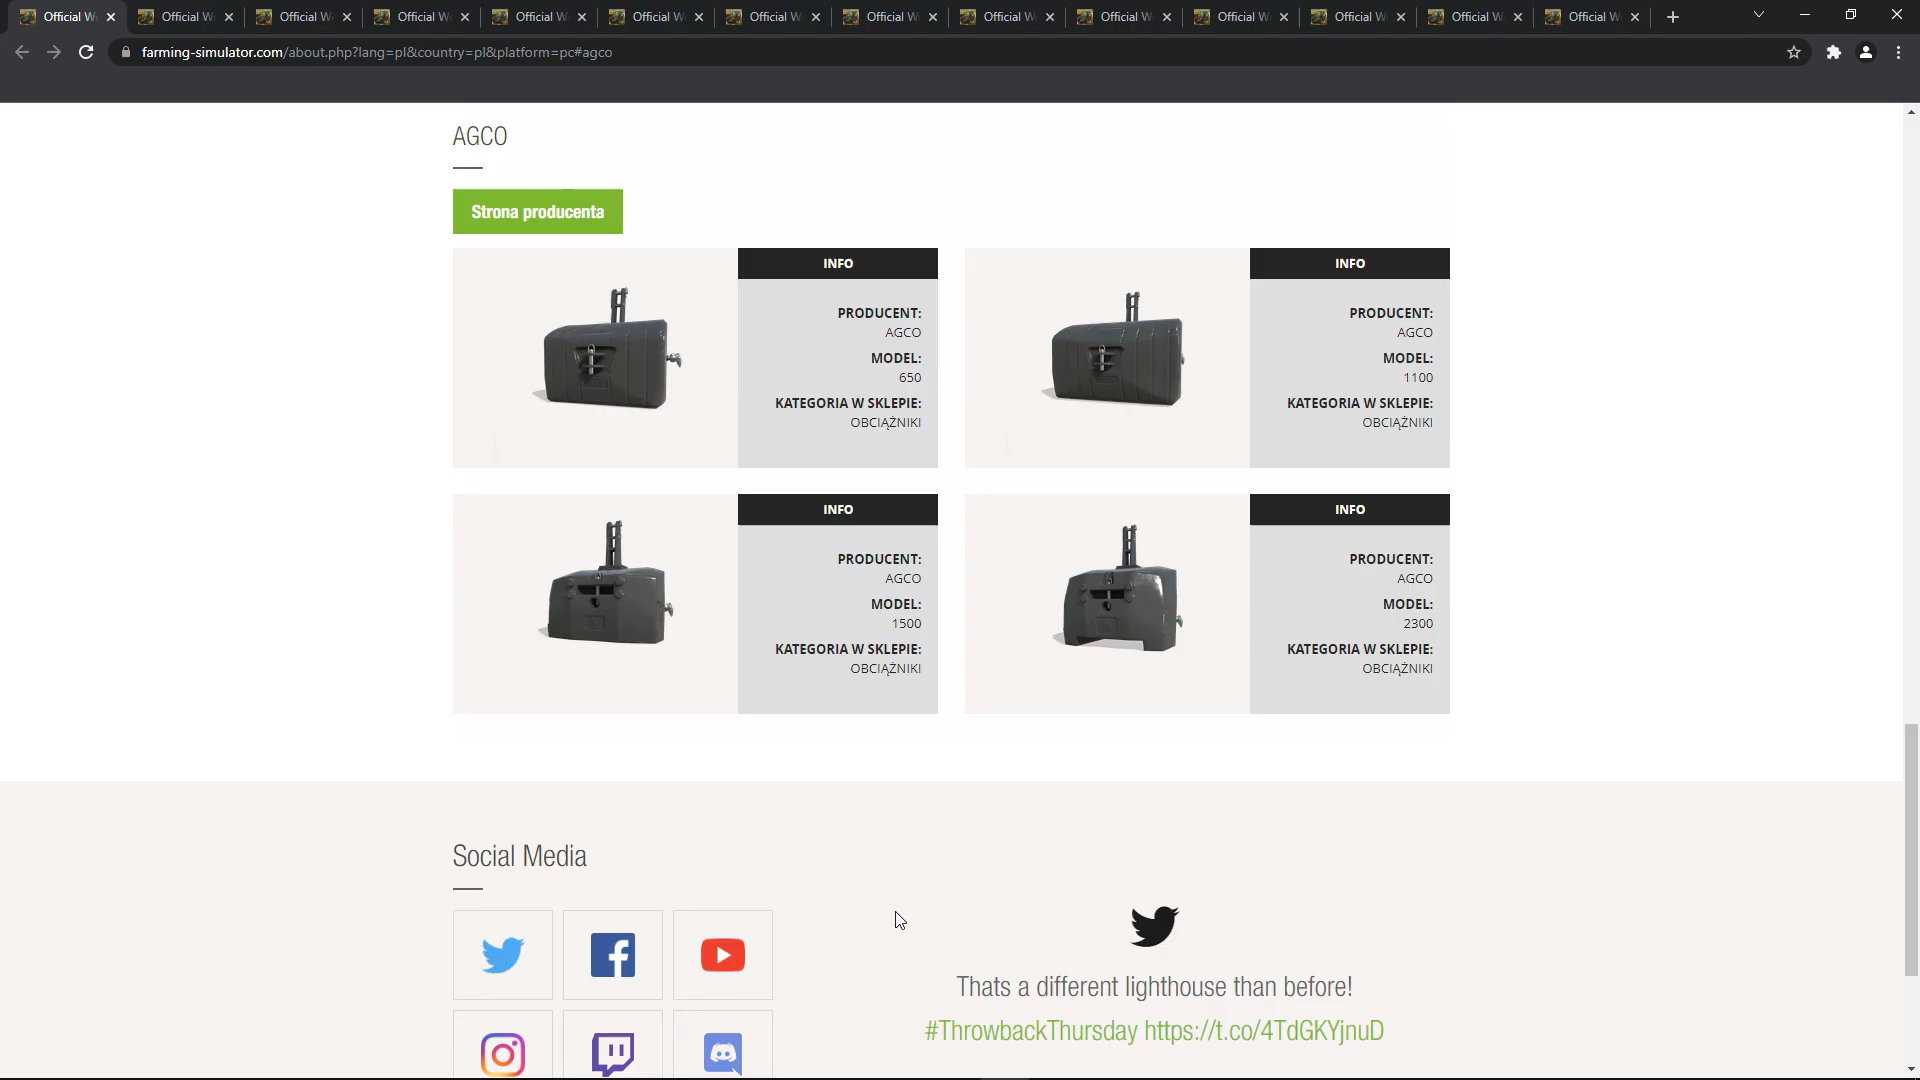 Official W
Official W
Official W
Official W
Official W
Official W
Official W
Official W
Official W
Official W
Official W
Official W
Official W
Official W
farming-simulator.com/about.php?lang=pl&country=pl&platform=pc#agco
AGCO
Strona producenta
INFO
PRODUCENT:
AGCO
MODEL:
650
KATEGORIA W SKLEPIE:
OBCIĄŻNIKI
INFO
PRODUCENT:
AGCO
MODEL:
1100
KATEGORIA W SKLEPIE:
OBCIĄŻNIKI
INFO
PRODUCENT:
AGCO
MODEL:
1500
KATEGORIA W SKLEPIE:
OBCIĄŻNIKI
INFO
PRODUCENT:
AGCO
MODEL:
2300
KATEGORIA W SKLEPIE:
OBCIĄŻNIKI
Social Media
Thats a different lighthouse than before!
#ThrowbackThursday https://t.co/4TdGKYjnuD